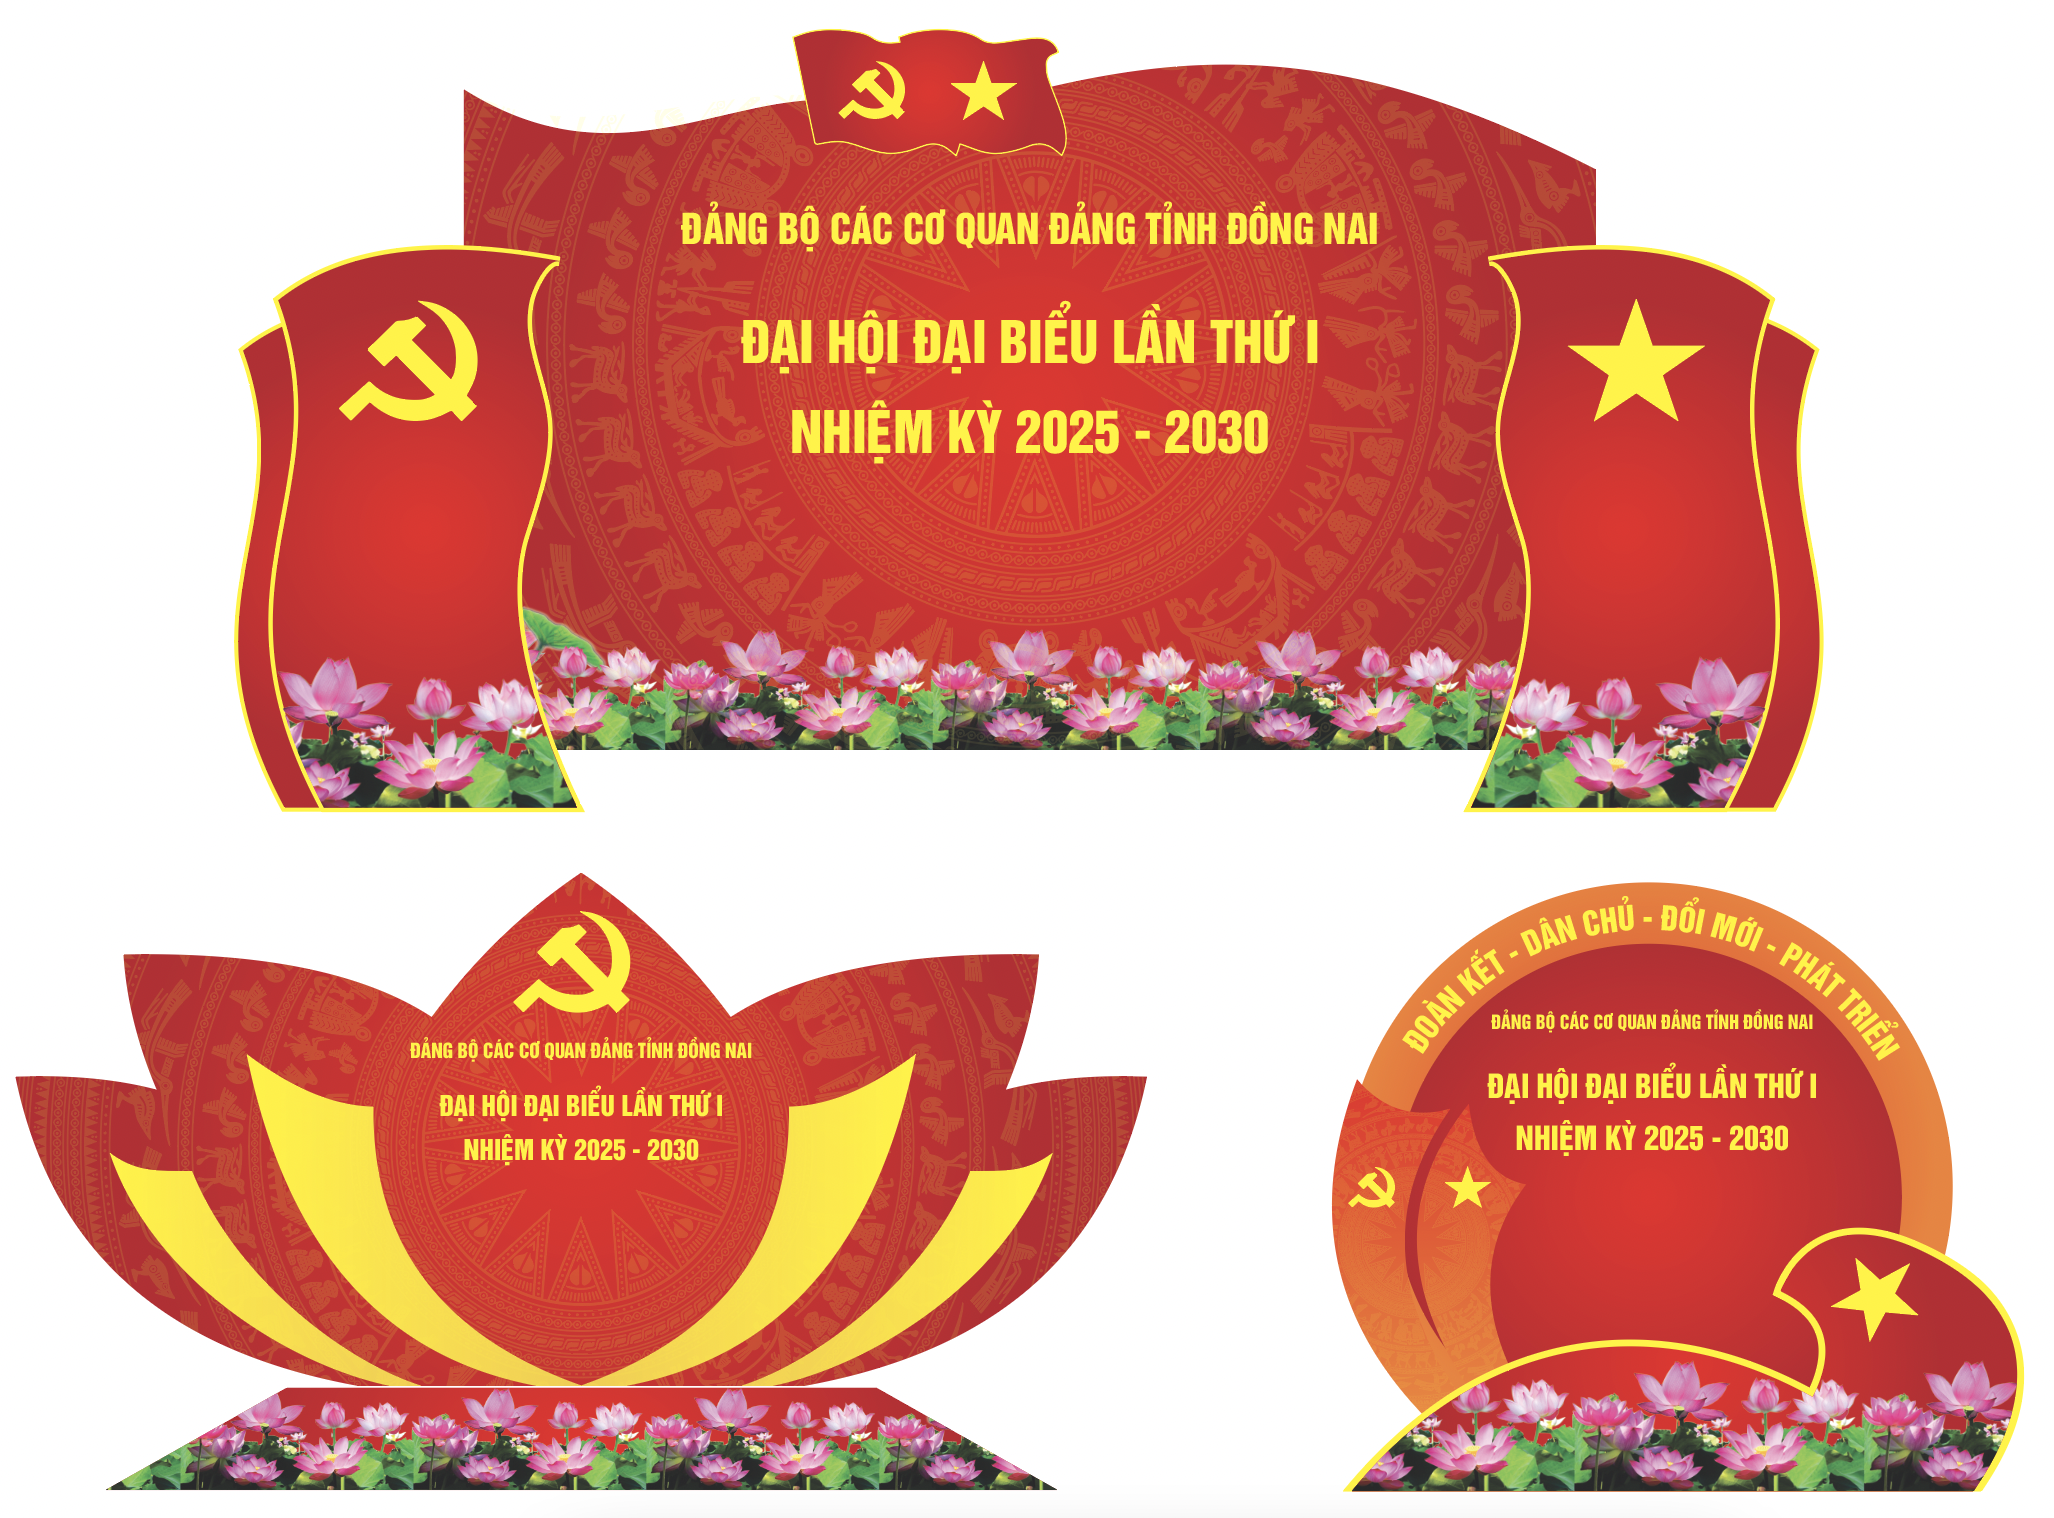 ĐẢNG BỘ CÁC CƠ QUAN ĐẢNG TỈNH ĐỒNG NAI
ĐẠI HỘI ĐẠI BIỂU LẦN THỨ I
NHIỆM KỲ 2025 - 2030
ĐẢNG BỘ CÁC CƠ QUAN ĐẢNG TỈNH ĐỒNG NAI
ĐẠI HỘI ĐẠI BIỂU LẦN THỨ I
NHIỆM KỲ 2025 - 2030
ĐOÀN KẾT - DÂN CHỦ - ĐỔI MỚI - PHÁT TRIỂN
ĐẢNG BỘ CÁC CƠ QUAN ĐẢNG TỈNH ĐỒNG NAI
ĐẠI HỘI ĐẠI BIỂU LẦN THỨ I
NHIỆM KỲ 2025 - 2030